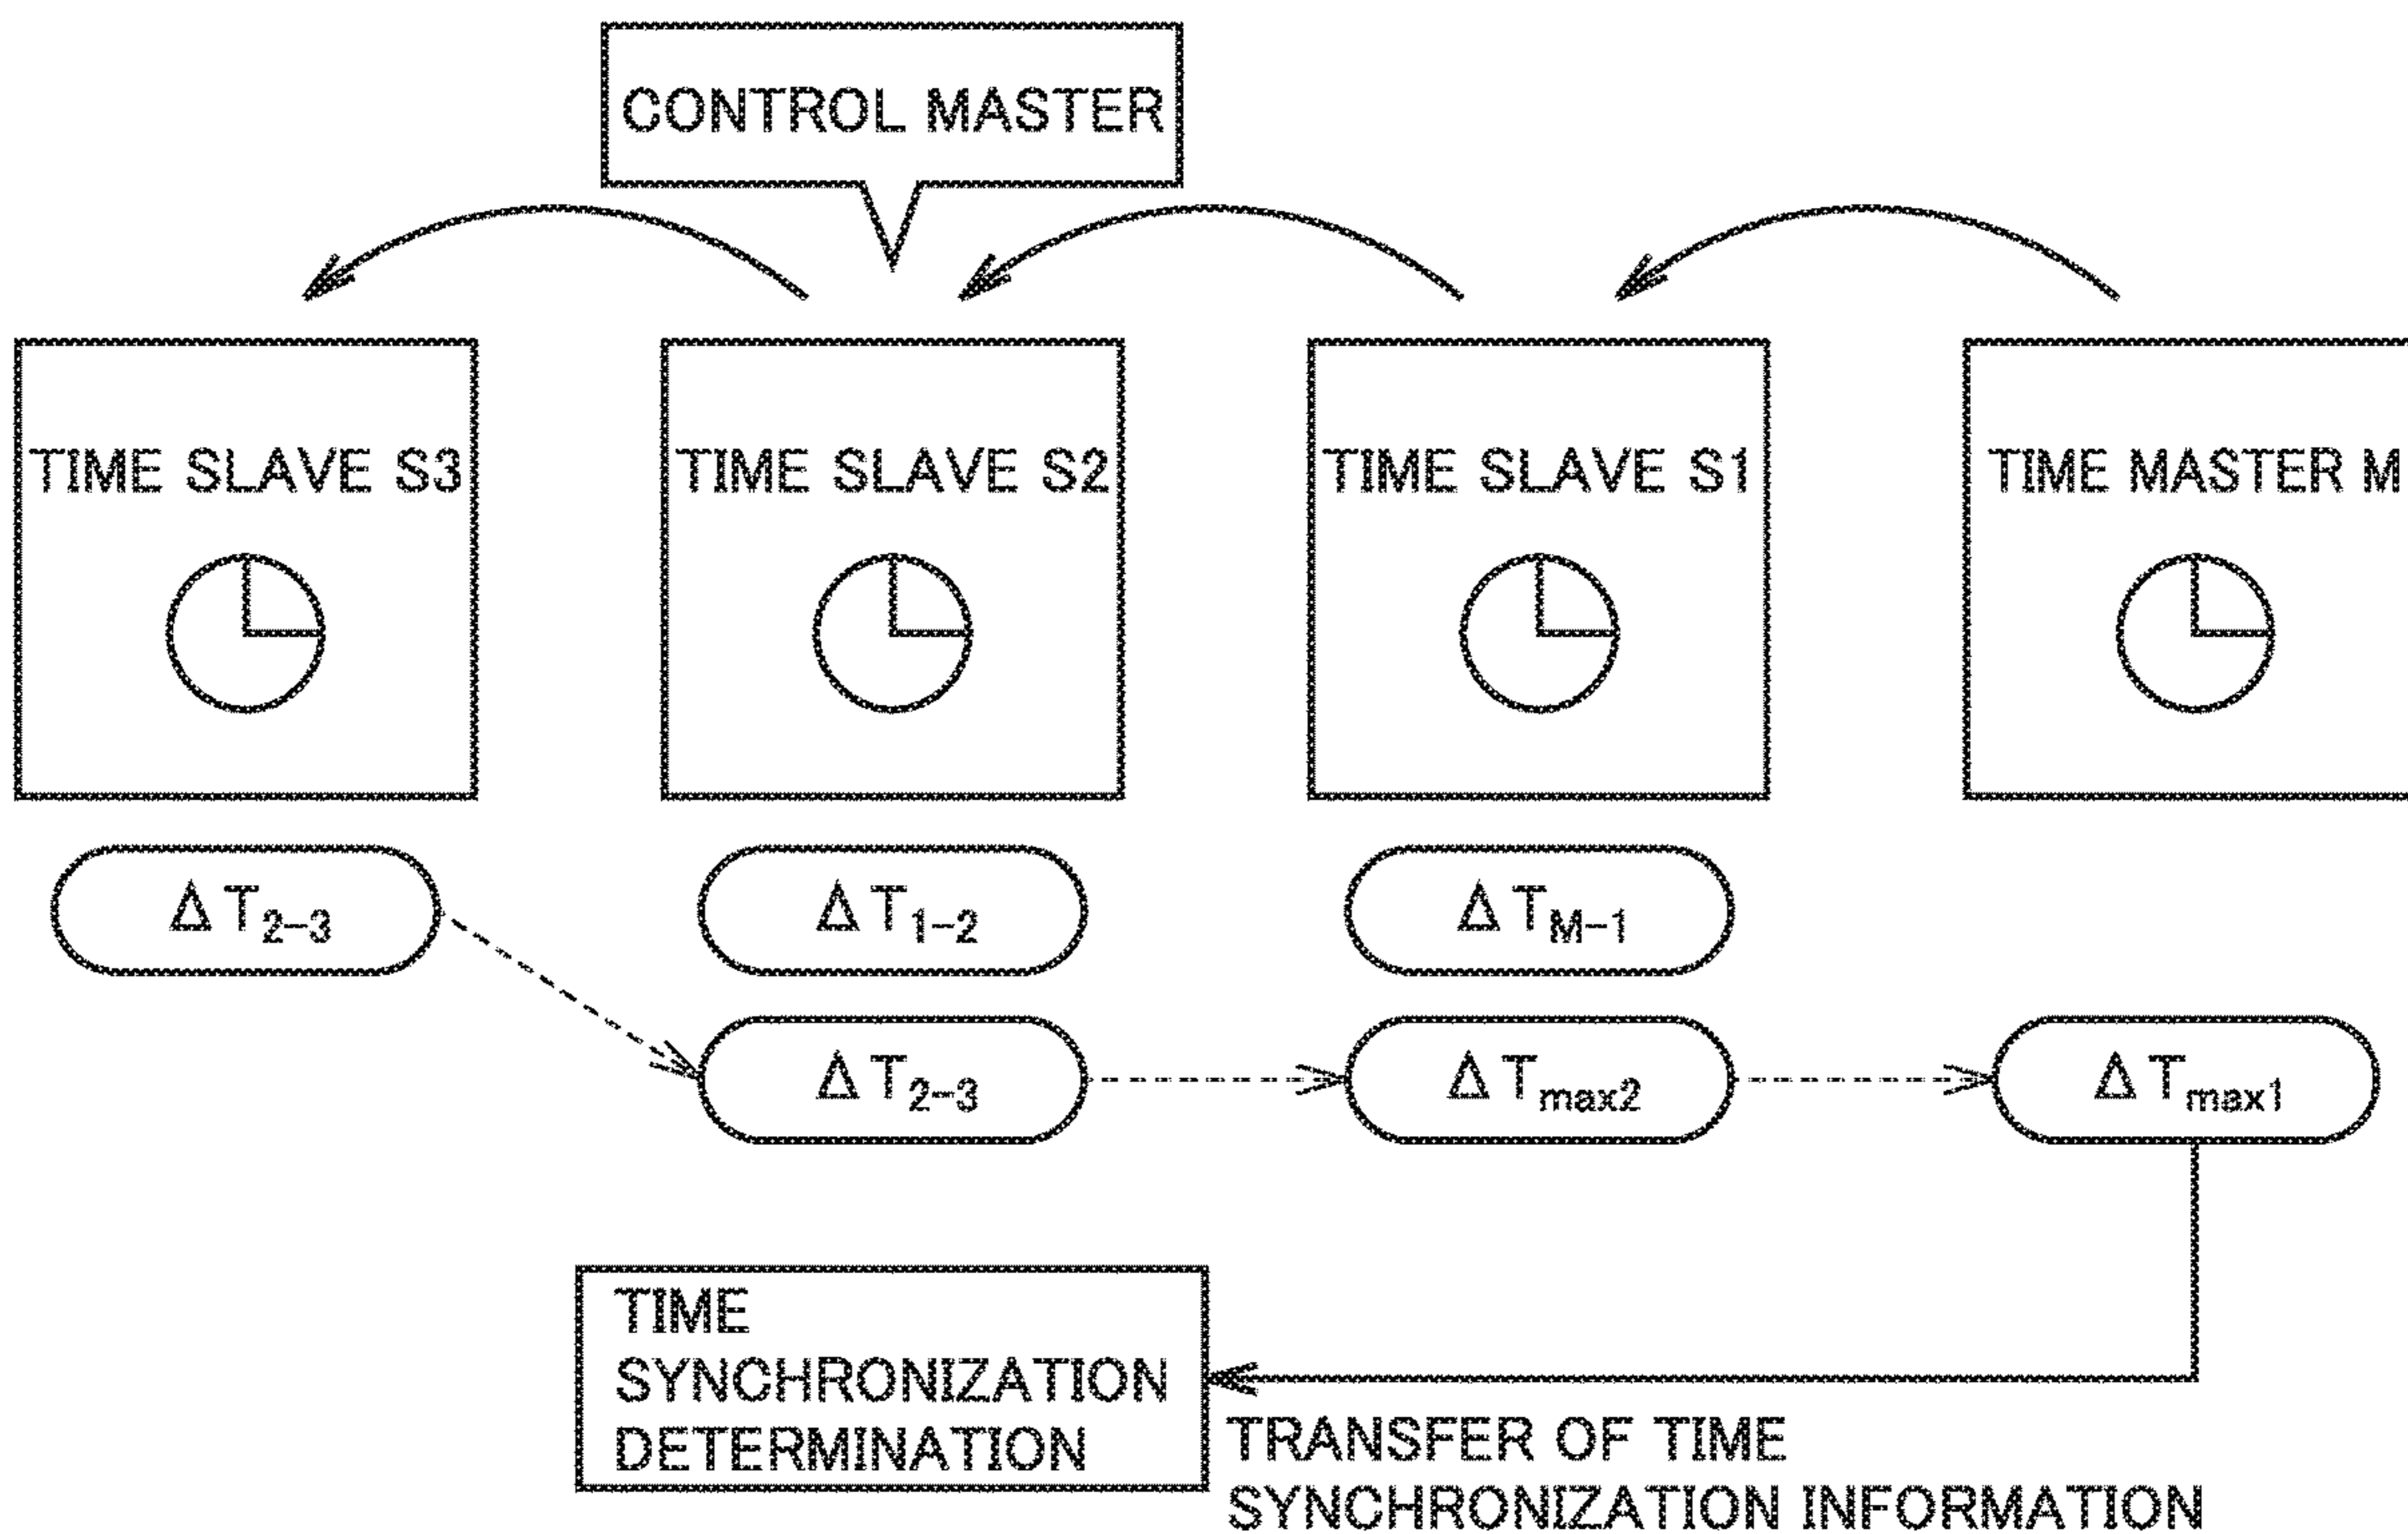 CONTROL MASTER
TIME SLAVE S3
TIME SLAVE S2
TIME SLAVE S1
TIME MASTER M
ΔT2-3
ΔT1-2
ΔTM-1
ΔT2-3
ΔTmax2
ΔTmax1
TIME
SYNCHRONIZATION
DETERMINATION
TRANSFER OF TIME
SYNCHRONIZATION INFORMATION